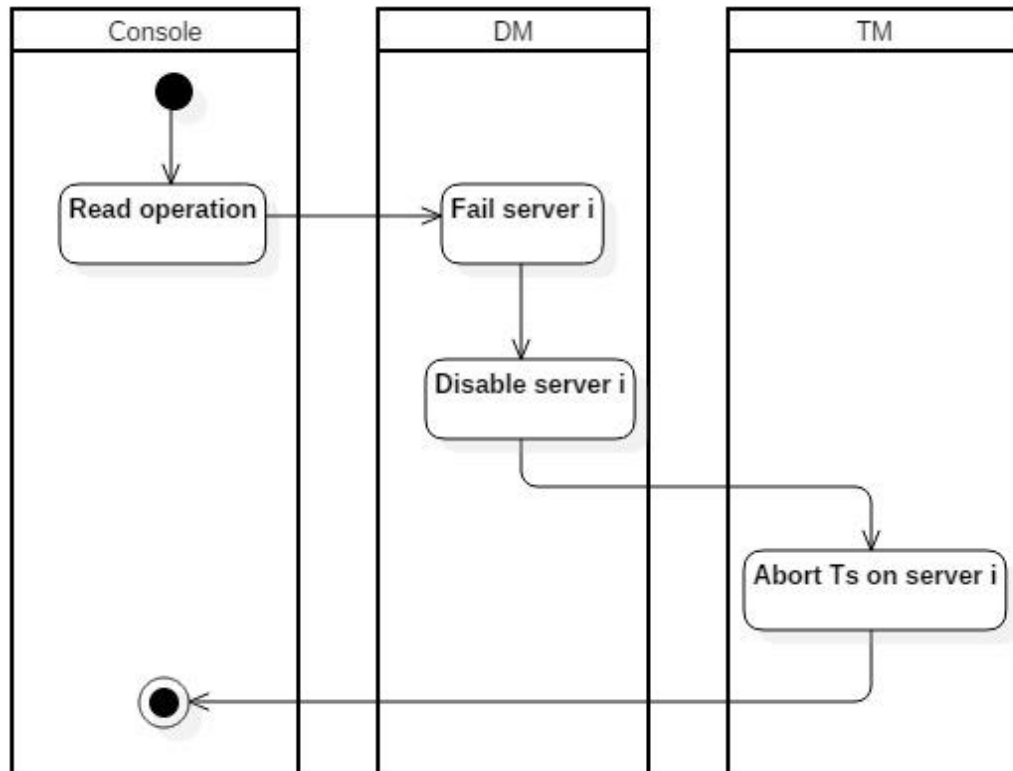 Console
DM
TM
Read operation
Fail server i
Disable server i
Abort Ts on server i